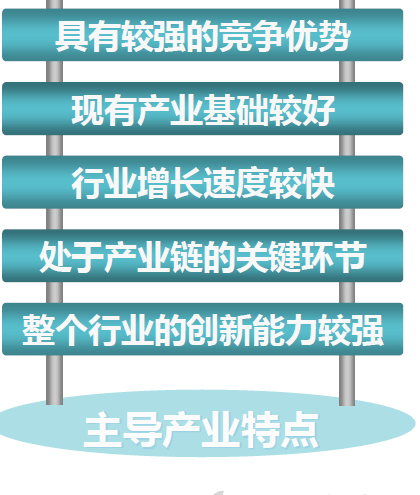 具有较强的竞争优势
现有产业基础较好
行业增长速度较快
处于产业链的关键环节
整个行业的创新能力较强
主导产业特点